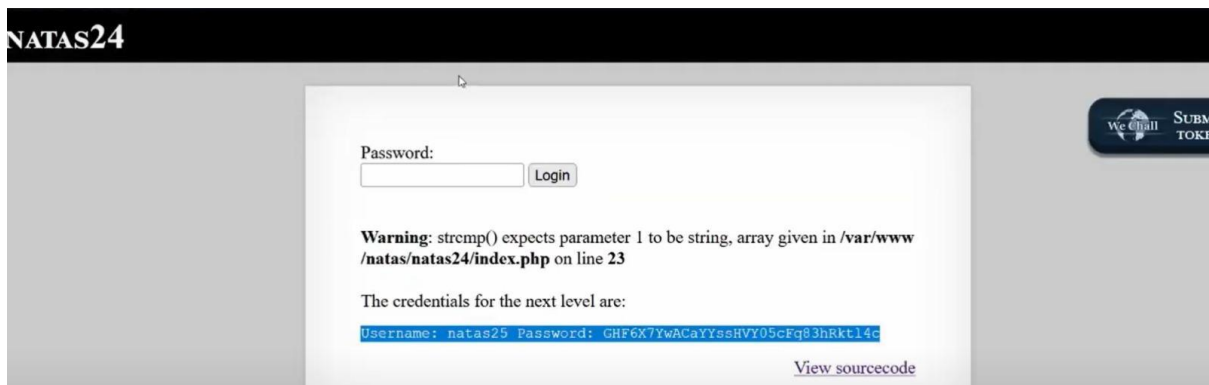 NATAS24
We Chall
SUBM
TOKE
Password:
Login
Warning: strcmp() expects parameter 1 to be string, array given in /var/www
/natas/natas24/index.php on line 23
The credentials for the next level are:
Username: natas25 Password: GHF6X7YwACaYYssHVY05cFq83hRktl4c
View sourcecode